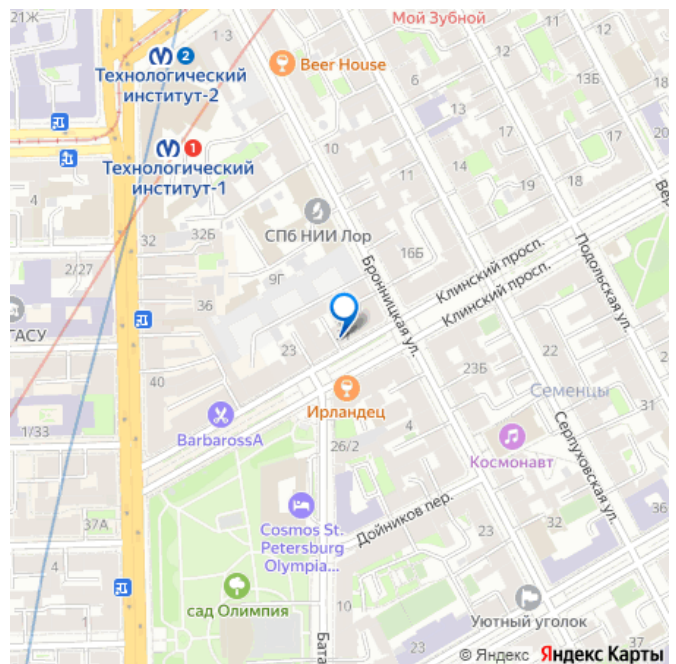 21Ж
1-3
Мой Зубной
12
2
Технологический
институт-2
Beer House
6
13Б
13
12
17
17
20
1
Технологический
институт-1
10
11
14
19
18
4
СПб НИИ Лор
32
32Б
16Б
Клинский просп.
Клинский просп.
Подольская ул.
Бронницкая ул.
2/27
9Г
36
ГАСУ
23
22
23Б
40
Семенцы
31
Ирландец
BarbarossA
1/33
26/2
4
Космонавт
Серпуховская ул.
Cosmos St.
Petersburg
Olympia...
Дойников пер.
36
37А
23
32
сад Олимпия
10
Уютный уголок
Бата
23
© Яндекс Яндекс Карты